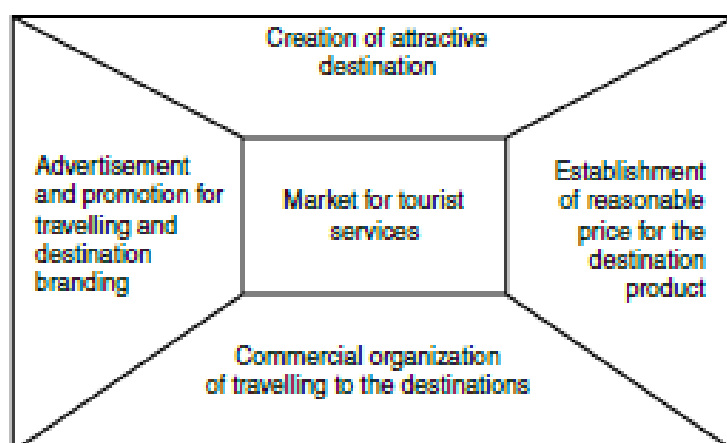 Creation of attractive
destination
Advertisement
and promotion for
travelling and
destination
branding
Market for tourist
services
Establishment
of reasonable
price for the
destination
product
Commercial organization
of travelling to the destinations